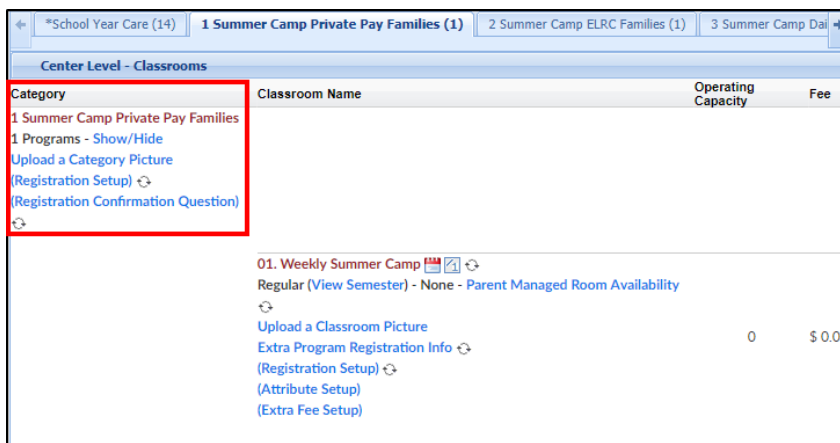 *School Year Care (14) 1 Summer Camp Private Pay Families (1) 2 Summer Camp ELRC Families (1) 3 Summer Camp Dai
Center Level - Classrooms
Category Classroom Name Operating Capacity Fee
1 Summer Camp Private Pay Families
1 Programs - Show/Hide
Upload a Category Picture
(Registration Setup)
(Registration Confirmation Question)
01. Weekly Summer Camp
Regular (View Semester) - None - Parent Managed Room Availability
Upload a Classroom Picture
Extra Program Registration Info
0 $ 0.0
(Registration Setup)
(Attribute Setup)
(Extra Fee Setup)